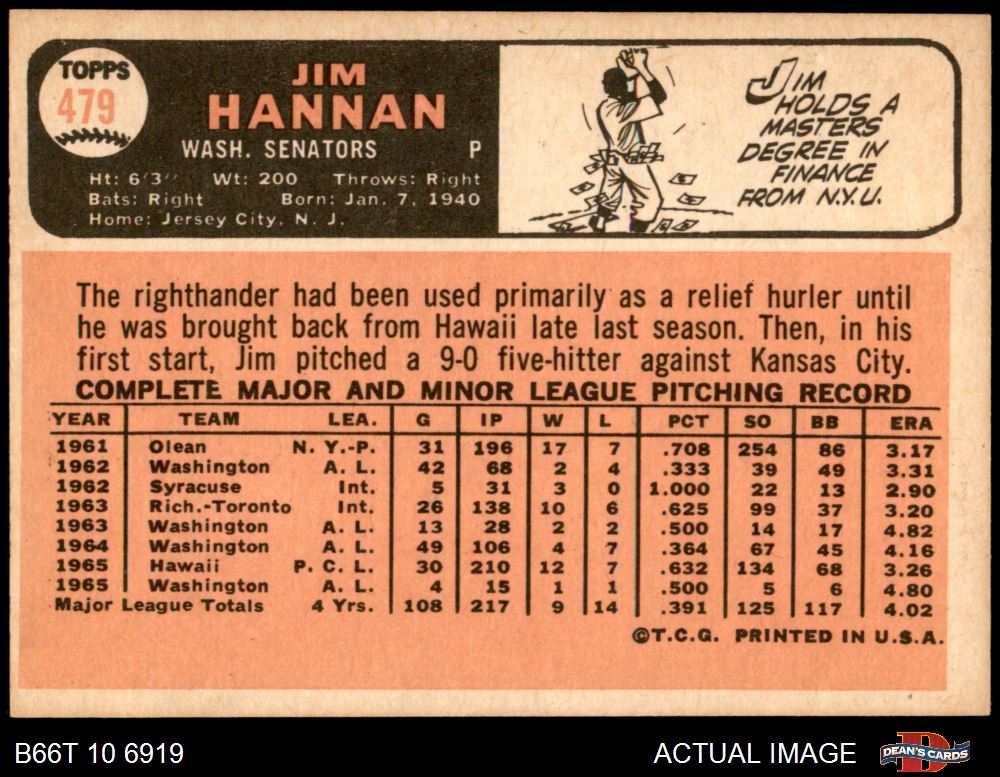 TOPPS
479
JIM
HANNAN
WASH. SENATORS P
Ht: 6'3" Wt: 200 Throws: Right
Bats: Right Born: Jan. 7, 1940
Home: Jersey City, N. J.
JIM
HOLDS A
MASTERS
DEGREE IN
FINANCE
FROM N.Y.U.
The righthander had been used primarily as a relief hurler until
he was brought back from Hawaii late last season. Then, in his
first start, Jim pitched a 9-0 five-hitter against Kansas City.
COMPLETE MAJOR AND MINOR LEAGUE PITCHING RECORD
YEAR TEAM LEA. G IP W L PCT SO BB ERA
1961 Olean N. Y.-P. 31 196 17 7 .708 254 86 3.17
1962 Washington A. L. 42 68 2 4 .333 39 49 3.31
1962 Syracuse Int. 5 31 3 0 1.000 22 13 2.90
1963 Rich.-Toronto Int. 26 138 10 6 .625 99 37 3.20
1963 Washington A. L. 13 28 2 2 .500 14 17 4.82
1964 Washington A. L. 49 106 4 7 .364 67 45 4.16
1965 Hawaii P. C. L. 30 210 12 7 .632 134 68 3.26
1965 Washington A. L. 4 15 1 1 .500 5 6 4.80
Major League Totals 4 Yrs. 108 217 9 14 .391 125 117 4.02
©T.C.G. PRINTED IN U.S.A.
B66T 10 6919 ACTUAL IMAGE DEAN'S CARDS